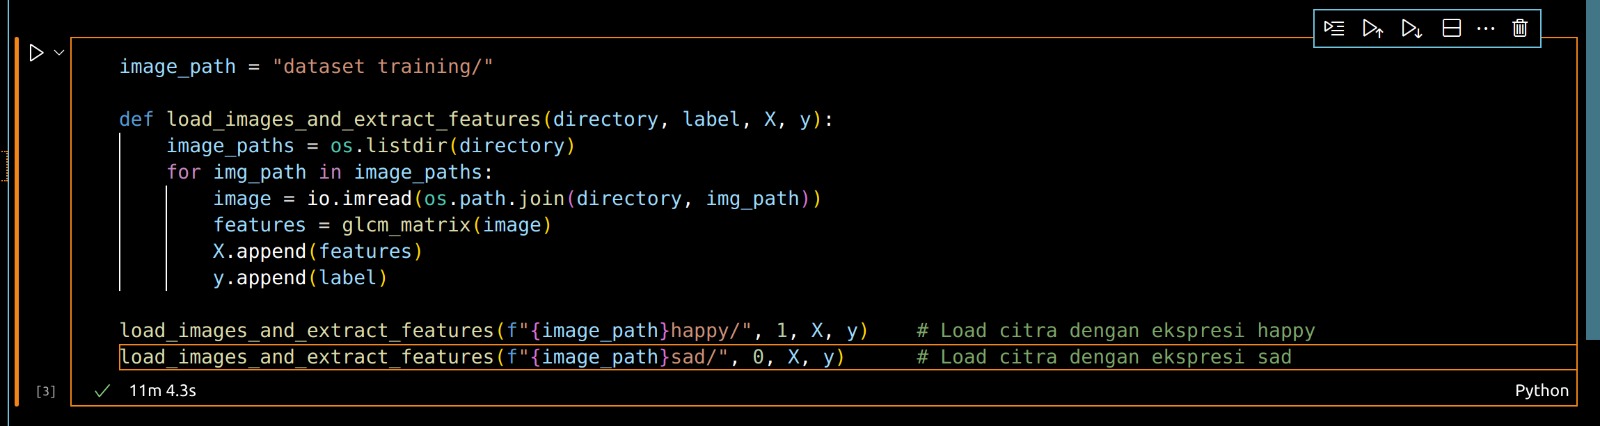 image_path = "dataset training/"
def load_images_and_extract_features(directory, label, X, y):
image_paths = os.listdir(directory)
for img_path in image_paths:
image = io.imread(os.path.join(directory, img_path))
features = glcm_matrix(image)
X.append(features)
y.append(label)
load_images_and_extract_features(f"{image_path}happy/", 1, X, y)    # Load citra dengan ekspresi happy
load_images_and_extract_features(f"{image_path}sad/", 0, X, y)      # Load citra dengan ekspresi sad
[3] 11m 4.3s Python